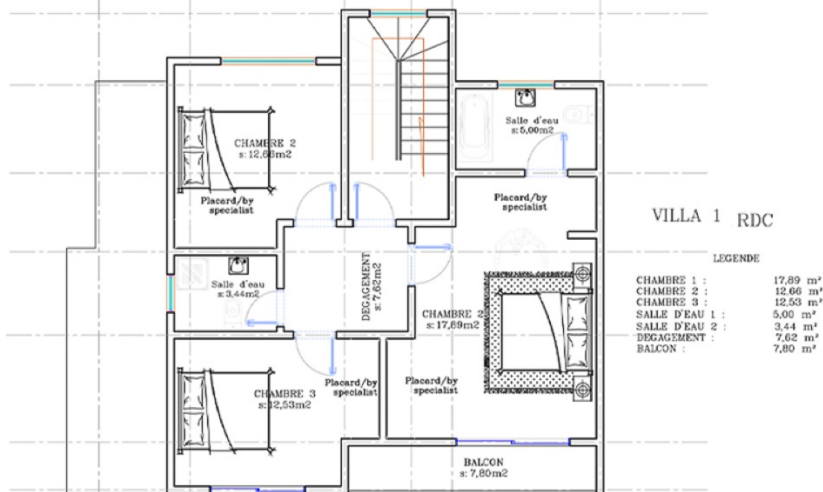 Salle d'eau
s: 5,00m2
CHAMBRE 2
s: 12,66m2
Placard/by
specialist
Placard/by
specialist
VILLA 1 RDC
LEGENDE
CHAMBRE 1 : 17,89 m²
CHAMBRE 2 : 12,66 m²
CHAMBRE 3 : 12,53 m²
SALLE D'EAU 1 : 5,00 m²
SALLE D'EAU 2 : 3,44 m²
DEGAGEMENT : 7,62 m²
BALCON : 7,80 m²
DEGAGEMENT
s: 7,62m2
Salle d'eau
s: 3,44m2
CHAMBRE 2
s: 17,89m2
Placard/by
specialist
Placard/by
specialist
CHAMBRE 3
s: 12,53m2
BALCON
s: 7,80m2